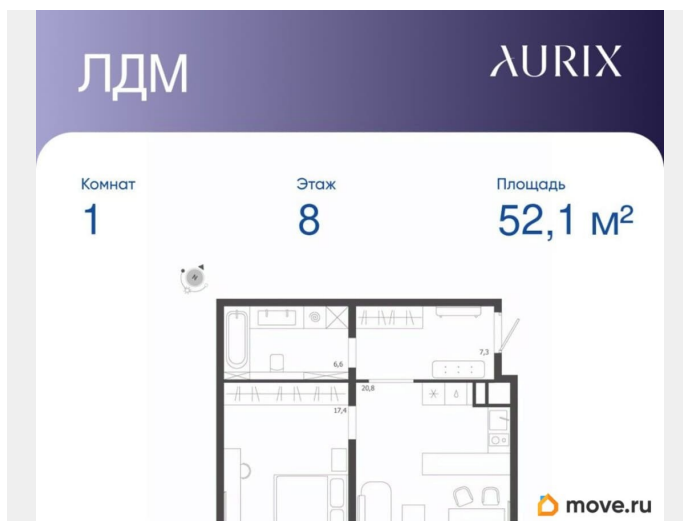 ЛДМ
AURIX
Комнат
Этаж
Площадь
1
8
52,1 м²
N
6,6
7,3
20,8
17,4
move.ru